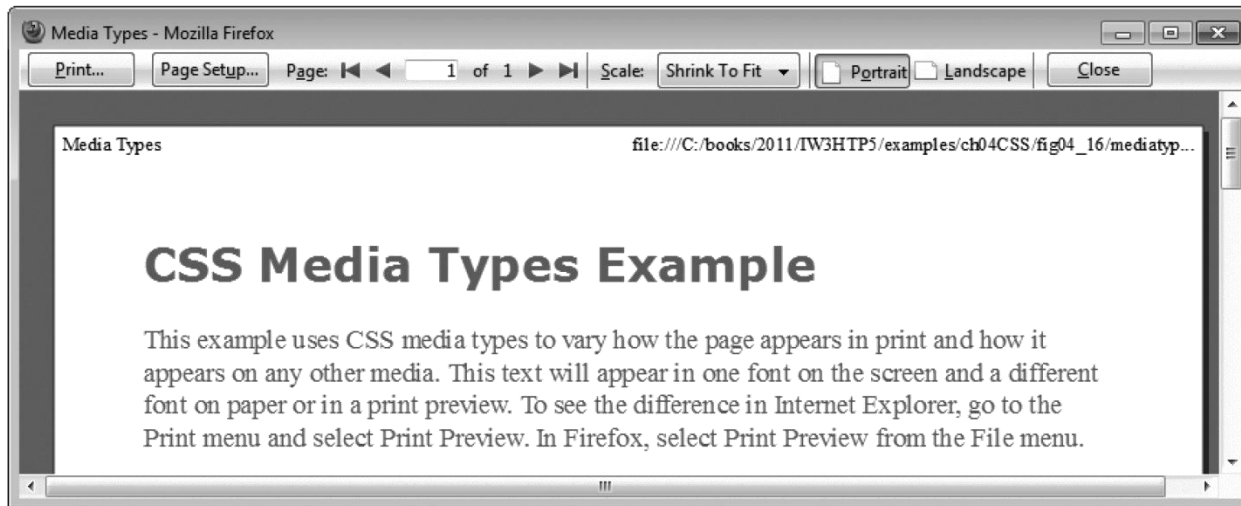 Media Types - Mozilla Firefox
Print... Page Setup... Page: 1 of 1 Scale: Shrink To Fit Portrait Landscape Close
Media Types file:///C:/books/2011/IW3HTP5/examples/ch04CSS/fig04_16/mediatyp...
CSS Media Types Example
This example uses CSS media types to vary how the page appears in print and how it
appears on any other media. This text will appear in one font on the screen and a different
font on paper or in a print preview. To see the difference in Internet Explorer, go to the
Print menu and select Print Preview. In Firefox, select Print Preview from the File menu.